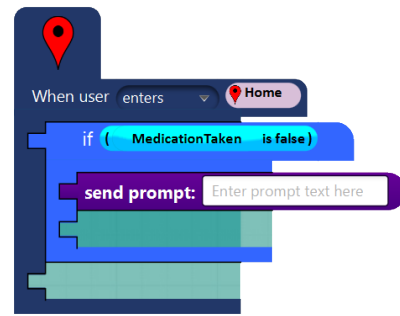 When user enters Home
if ( MedicationTaken is false )
send prompt: Enter prompt text here